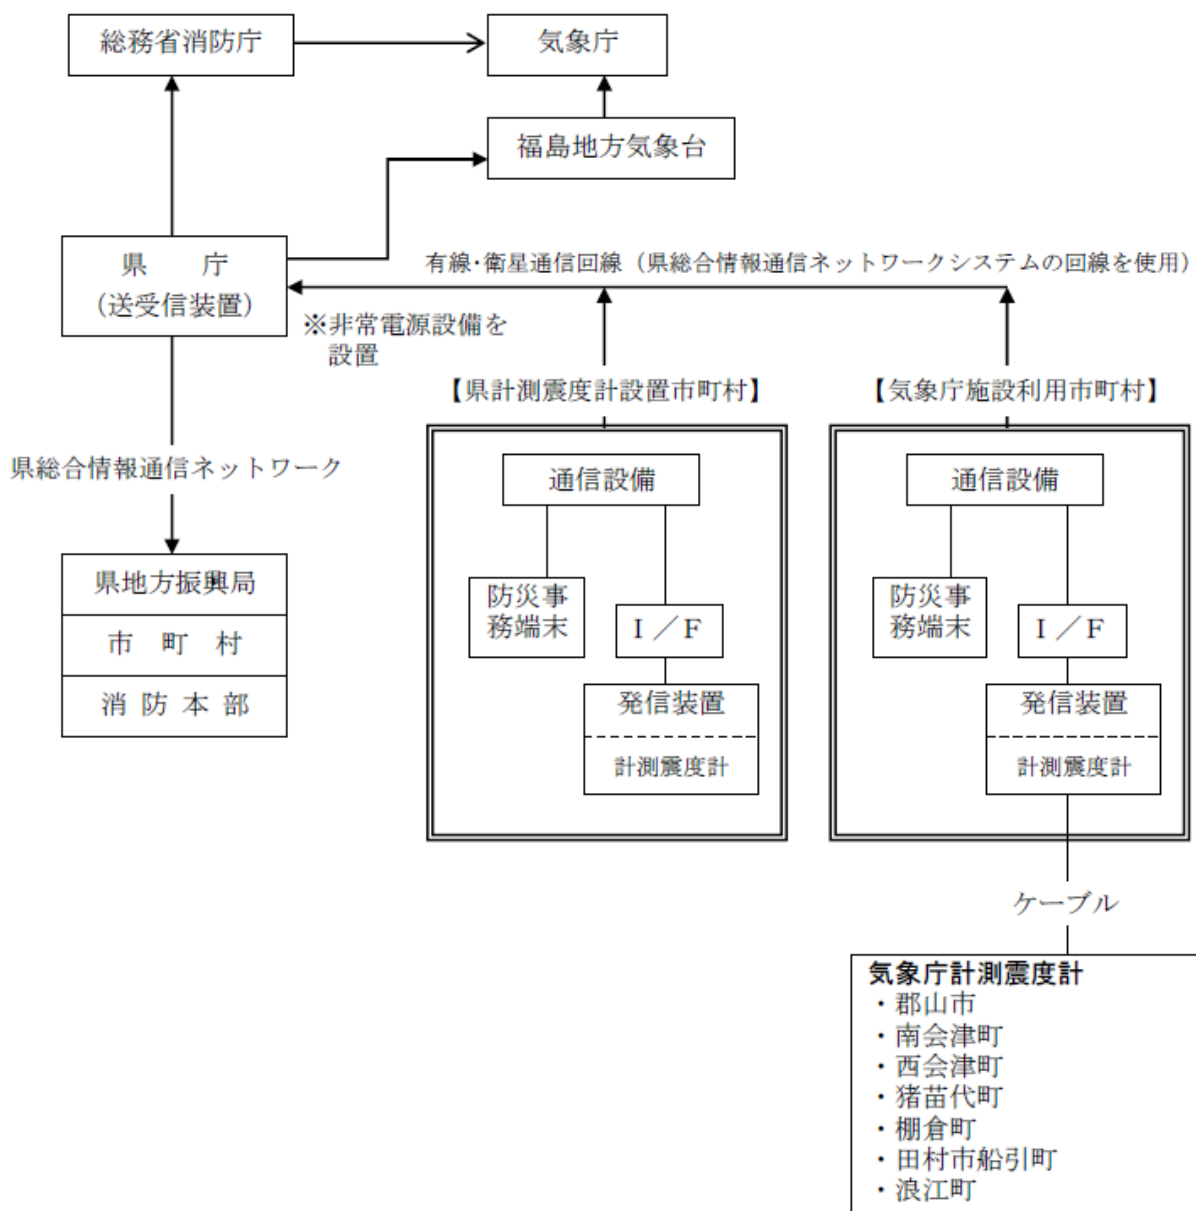 総務省消防庁
気象庁
福島地方気象台
県　　庁
（送受信装置）
有線・衛星通信回線（県総合情報通信ネットワークシステムの回線を使用）
※非常電源設備を
設置
【県計測震度計設置市町村】
【気象庁施設利用市町村】
県総合情報通信ネットワーク
県地方振興局
市　町　村
消 防 本 部
通信設備
防災事
務端末
Ｉ／Ｆ
発信装置
計測震度計
通信設備
防災事
務端末
Ｉ／Ｆ
発信装置
計測震度計
ケーブル
気象庁計測震度計
・郡山市
・南会津町
・西会津町
・猪苗代町
・棚倉町
・田村市船引町
・浪江町